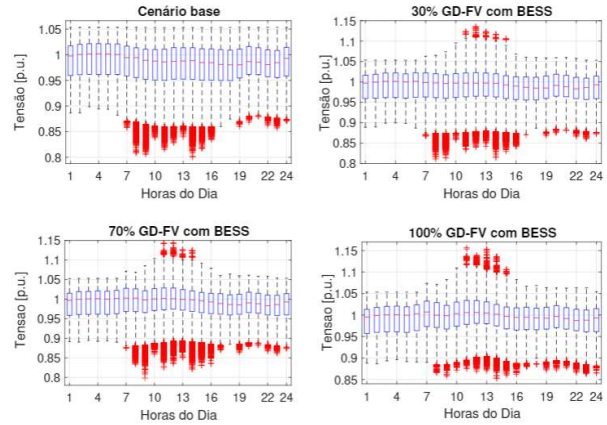 Cenário base
Tensão [p.u.]
1.05
1
0.95
0.9
0.85
0.8
1 4 7 10 13 16 19 22 24
Horas do Dia
30% GD-FV com BESS
Tensão [p.u.]
1.15
1.1
1.05
1
0.95
0.9
0.85
0.8
1 4 7 10 13 16 19 22 24
Horas do Dia
70% GD-FV com BESS
Tensão [p.u.]
1.15
1.1
1.05
1
0.95
0.9
0.85
0.8
1 4 7 10 13 16 19 22 24
Horas do Dia
100% GD-FV com BESS
Tensao [p.u.]
1.15
1.1
1.05
1
0.95
0.9
0.85
1 4 7 10 13 16 19 22 24
Horas do Dia